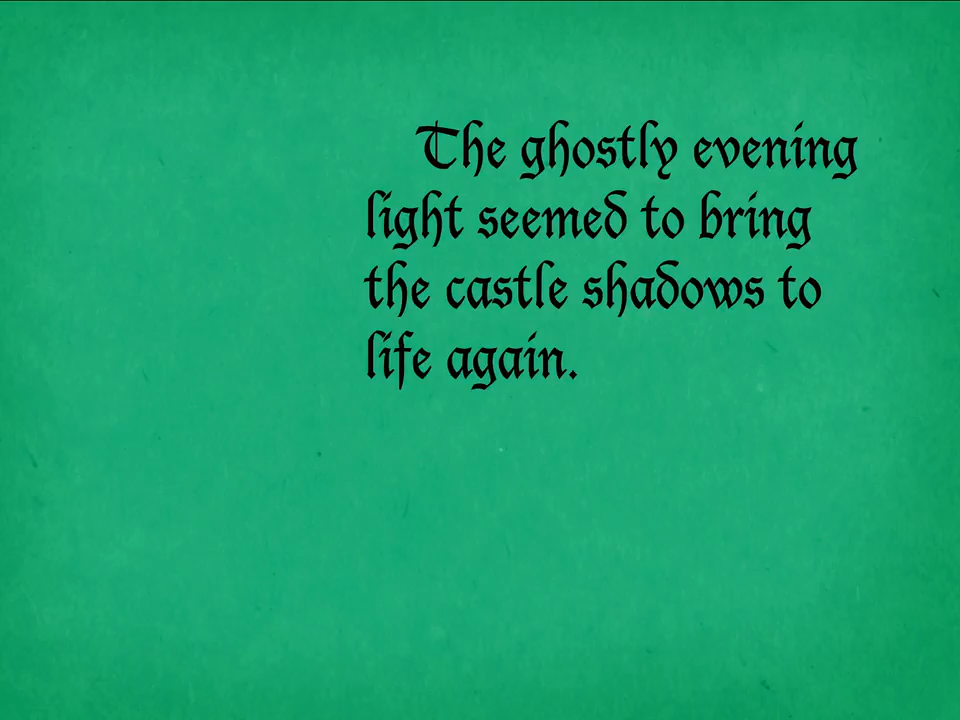 The ghostly evening
light seemed to bring
the castle shadows to
life again.